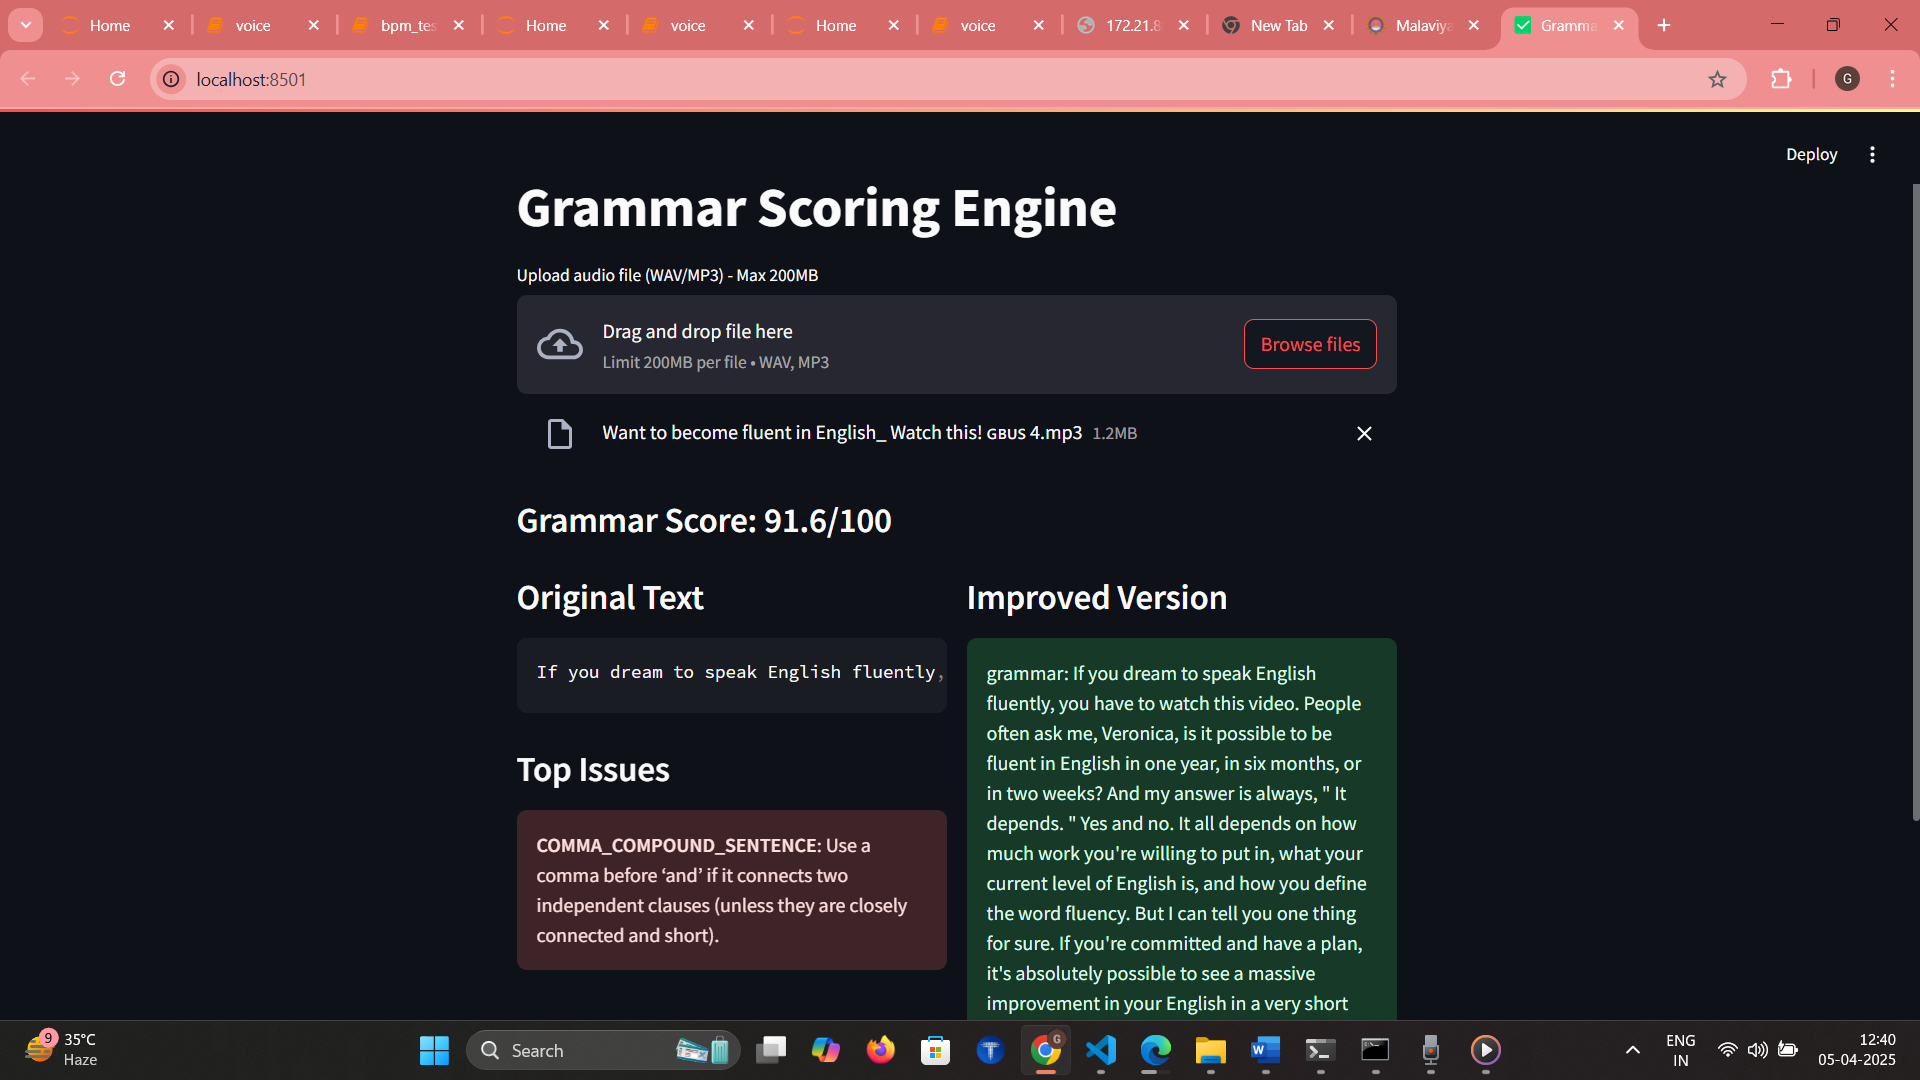 Home
voice
bpm_tes
Home
voice
Home
voice
172.21.8
New Tab
Malaviya
Gramma
localhost:8501
G
Deploy
Grammar Scoring Engine
Upload audio file (WAV/MP3) - Max 200MB
Drag and drop file here
Limit 200MB per file • WAV, MP3
Browse files
Want to become fluent in English_ Watch this! ɢʙᴜs 4.mp3 1.2MB
Grammar Score: 91.6/100
Original Text
If you dream to speak English fluently,
Top Issues
COMMA_COMPOUND_SENTENCE: Use a
comma before ‘and’ if it connects two
independent clauses (unless they are closely
connected and short).
Improved Version
grammar: If you dream to speak English
fluently, you have to watch this video. People
often ask me, Veronica, is it possible to be
fluent in English in one year, in six months, or
in two weeks? And my answer is always, " It
depends. " Yes and no. It all depends on how
much work you're willing to put in, what your
current level of English is, and how you define
the word fluency. But I can tell you one thing
for sure. If you're committed and have a plan,
it's absolutely possible to see a massive
improvement in your English in a very short
9
35°C
Haze
Search
G
T
W
ENG
IN
12:40
05-04-2025